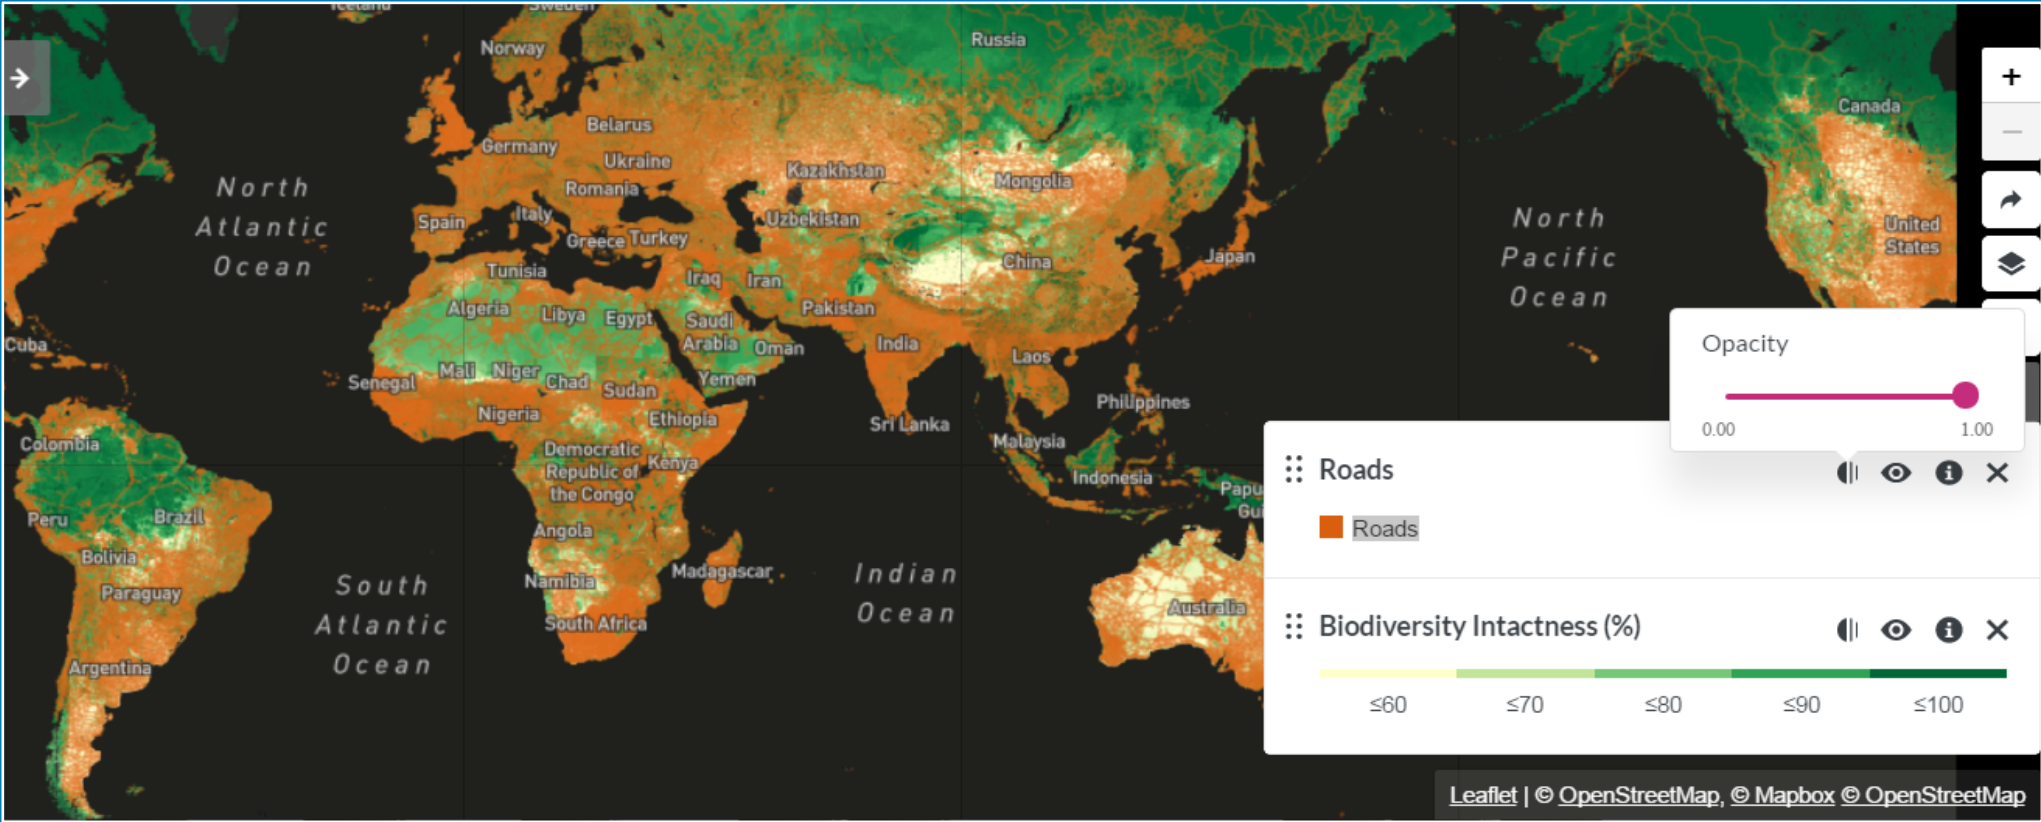 Iceland
Sweden
Norway
Russia
Canada
Belarus
Germany
Ukraine
Kazakhstan
Mongolia
Romania
North
Atlantic
Ocean
Spain
Italy
Uzbekistan
Greece
Turkey
China
Japan
North
Pacific
Ocean
United
States
Tunisia
Iraq
Iran
Algeria
Libya
Egypt
Pakistan
Saudi
Arabia
Oman
India
Laos
Cuba
Mali
Niger
Chad
Senegal
Sudan
Yemen
Nigeria
Ethiopia
Sri Lanka
Philippines
Colombia
Democratic
Republic of
the Congo
Kenya
Malaysia
Indonesia
Papu
Gui
Peru
Brazil
Angola
Bolivia
Paraguay
Namibia
Madagascar
South
Atlantic
Ocean
Indian
Ocean
Australia
South Africa
Argentina
+
−
Opacity
0.00
1.00
Roads
Roads
Biodiversity Intactness (%)
≤60
≤70
≤80
≤90
≤100
Leaflet | © OpenStreetMap, © Mapbox © OpenStreetMap